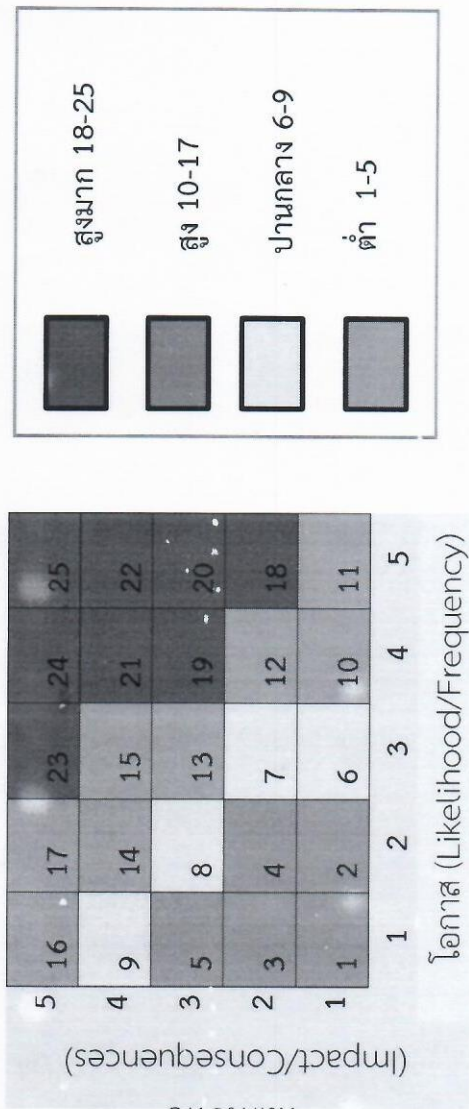 (Impact/Consequences)
5 16 17 23 24 25
4 9 14 15 21 22
3 5 8 13 19 20
2 3 4 7 12 18
1 1 2 6 10 11
1 2 3 4 5
โอกาส (Likelihood/Frequency)
สูงมาก 18-25
สูง 10-17
ปานกลาง 6-9
ต่ำ 1-5